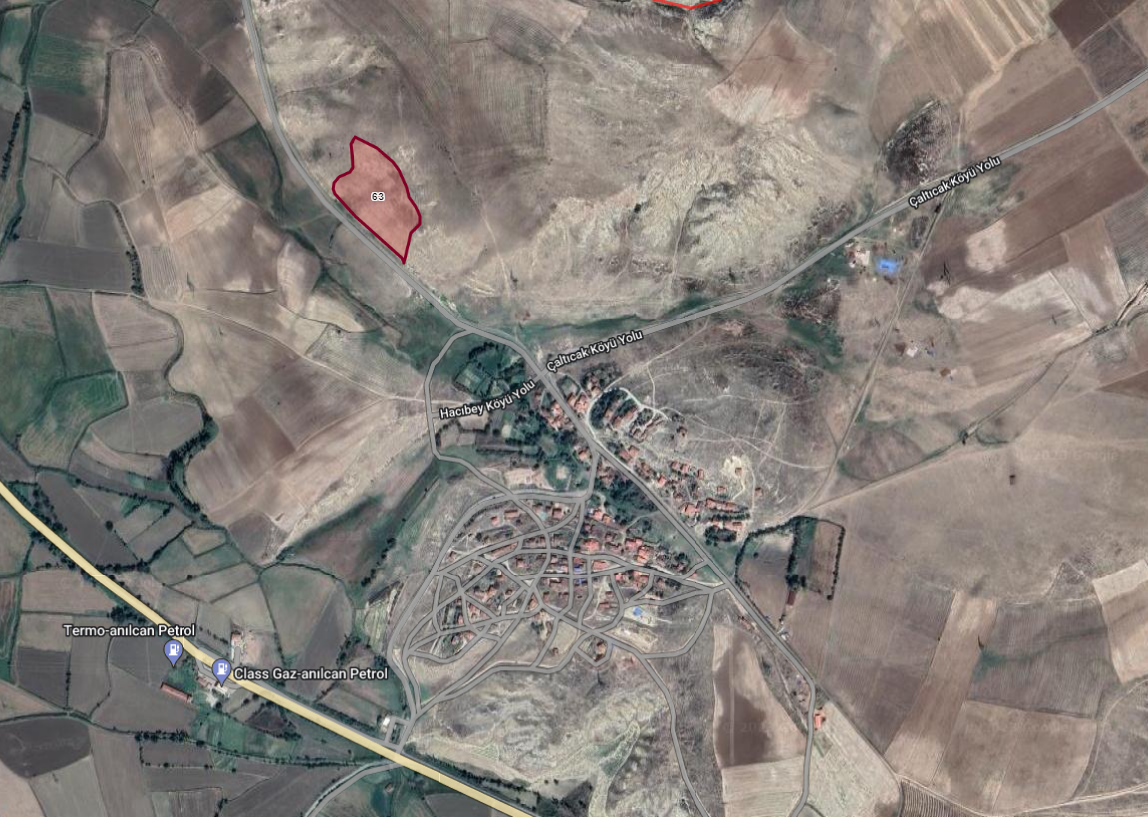 63
Çaltıcak Köyü Yolu
Çaltıcak Köyü Yolu
Hacıbey Köyü Yolu
Termo-anılcan Petrol
Class Gaz-anılcan Petrol